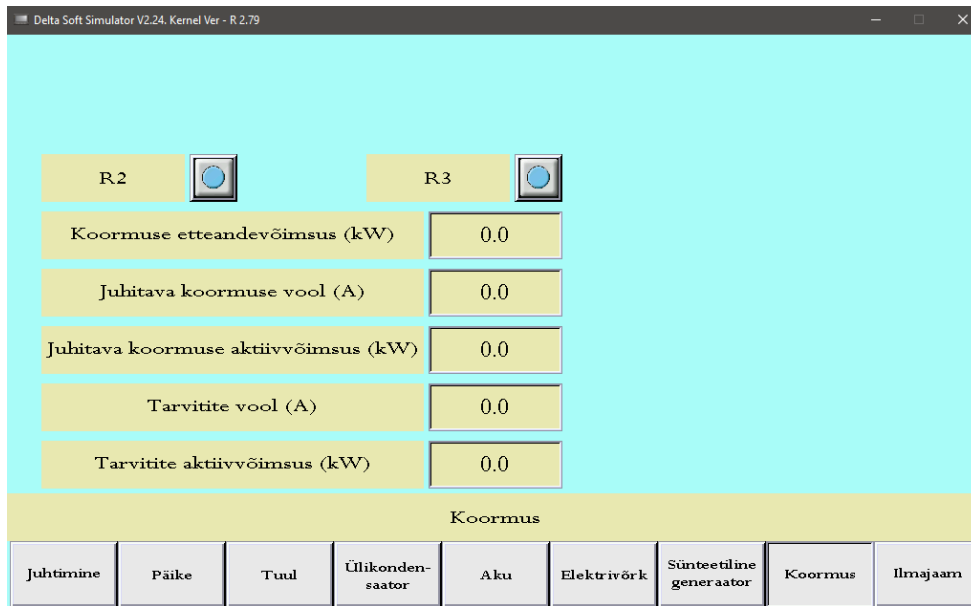 Delta Soft Simulator V2.24. Kernel Ver - R 2.79
R2
R3
Koormuse etteandevõimsus (kW)
0.0
Juhitava koormuse vool (A)
0.0
Juhitava koormuse aktiivvõimsus (kW)
0.0
Tarvitite vool (A)
0.0
Tarvitite aktiivvõimsus (kW)
0.0
Koormus
Juhtimine
Päike
Tuul
Ülikonden-
saator
Aku
Elektrivõrk
Sünteetiline
generaator
Koormus
Ilmajaam